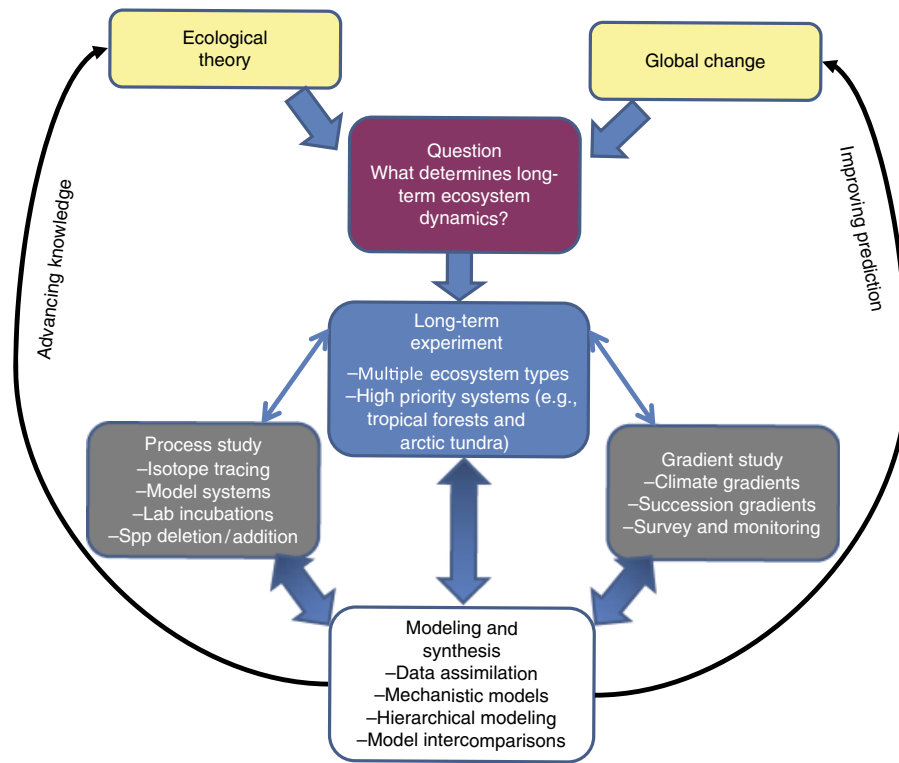 Ecological
theory
Global change
Question
What determines long-
term ecosystem
dynamics?
Advancing knowledge
Improving prediction
Long-term
experiment
–Multiple ecosystem types
–High priority systems (e.g.,
tropical forests and
arctic tundra)
Process study
–Isotope tracing
–Model systems
–Lab incubations
–Spp deletion/addition
Gradient study
–Climate gradients
–Succession gradients
–Survey and monitoring
Modeling and
synthesis
–Data assimilation
–Mechanistic models
–Hierarchical modeling
–Model intercomparisons